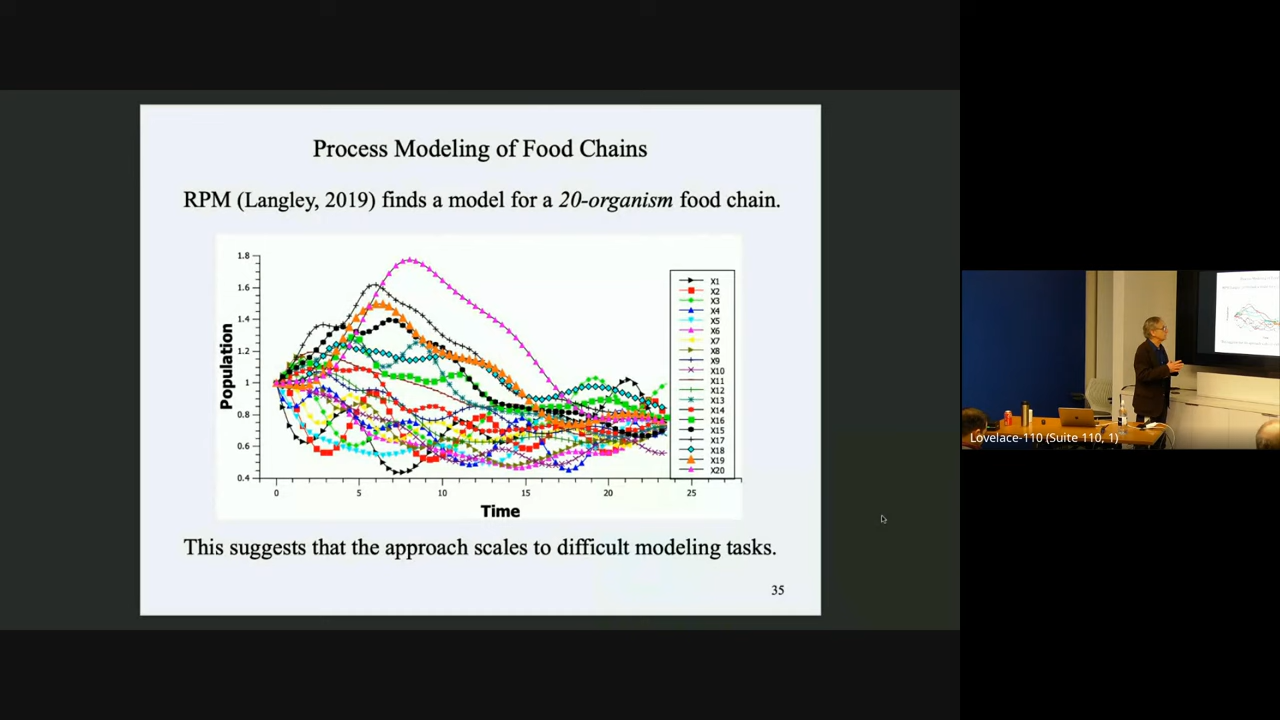 Process Modeling of Food Chains
RPM (Langley, 2019) finds a model for a 20-organism food chain.
1.8
1.6
1.4
1.2
1
0.8
0.6
0.4
Population
0
5
10
15
20
25
Time
X1
X2
X3
X4
X5
X6
X7
X8
X9
X10
X11
X12
X13
X14
X16
X15
X17
X18
X19
X20
This suggests that the approach scales to difficult modeling tasks.
35
Lovelace-110 (Suite 110, 1)